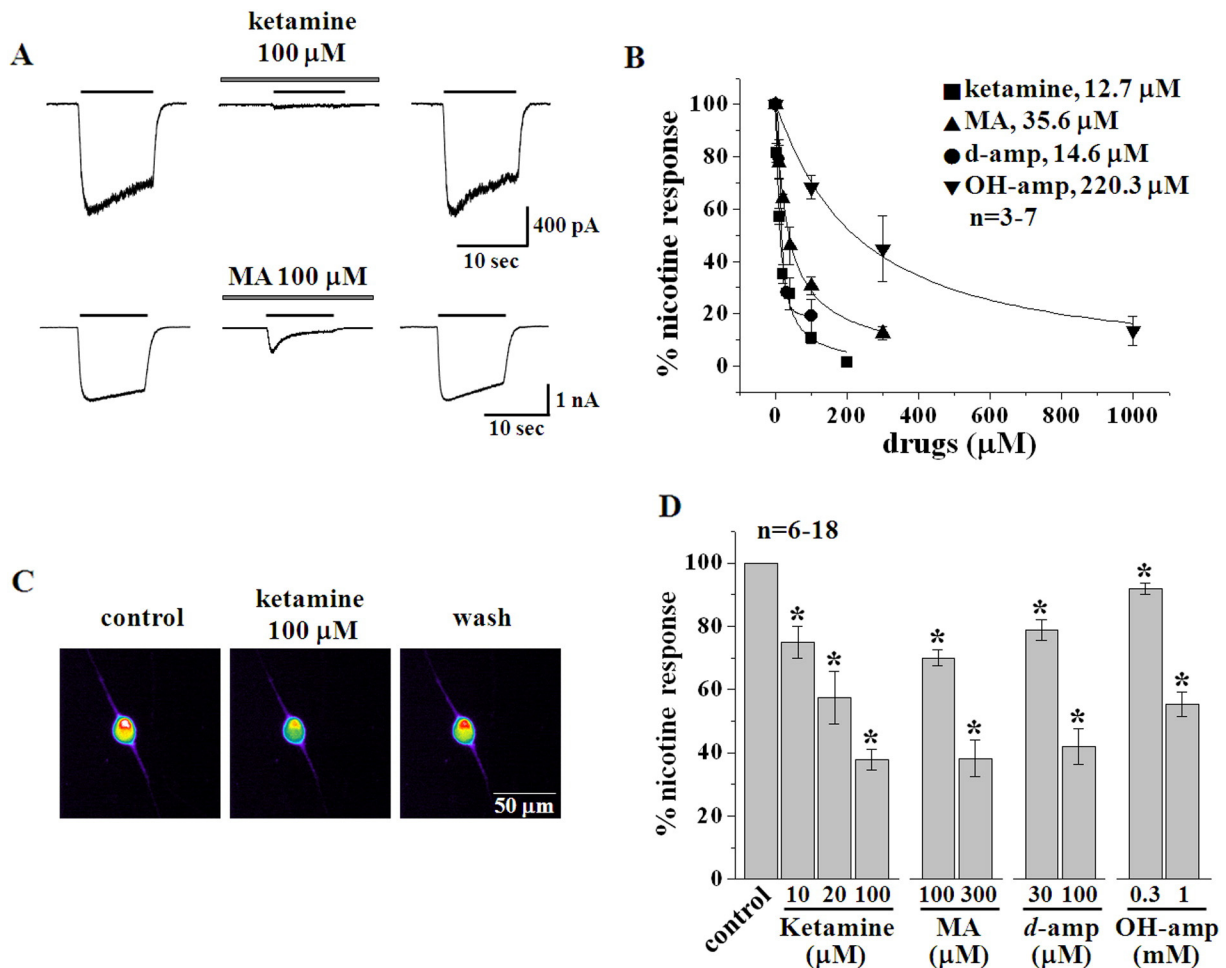 A
ketamine
100 µM
400 pA
10 sec
MA 100 µM
1 nA
10 sec
B
% nicotine response
100
80
60
40
20
0
0 200 400 600 800 1000
drugs (µM)
ketamine, 12.7 µM
MA, 35.6 µM
d-amp, 14.6 µM
OH-amp, 220.3 µM
n=3-7
C
control
ketamine
100 µM
wash
50 µm
D
n=6-18
% nicotine response
100
80
60
40
20
0
* * * * * * * * *
control
10 20 100 100 300 30 100 0.3 1
Ketamine MA d-amp OH-amp
(µM) (µM) (µM) (mM)